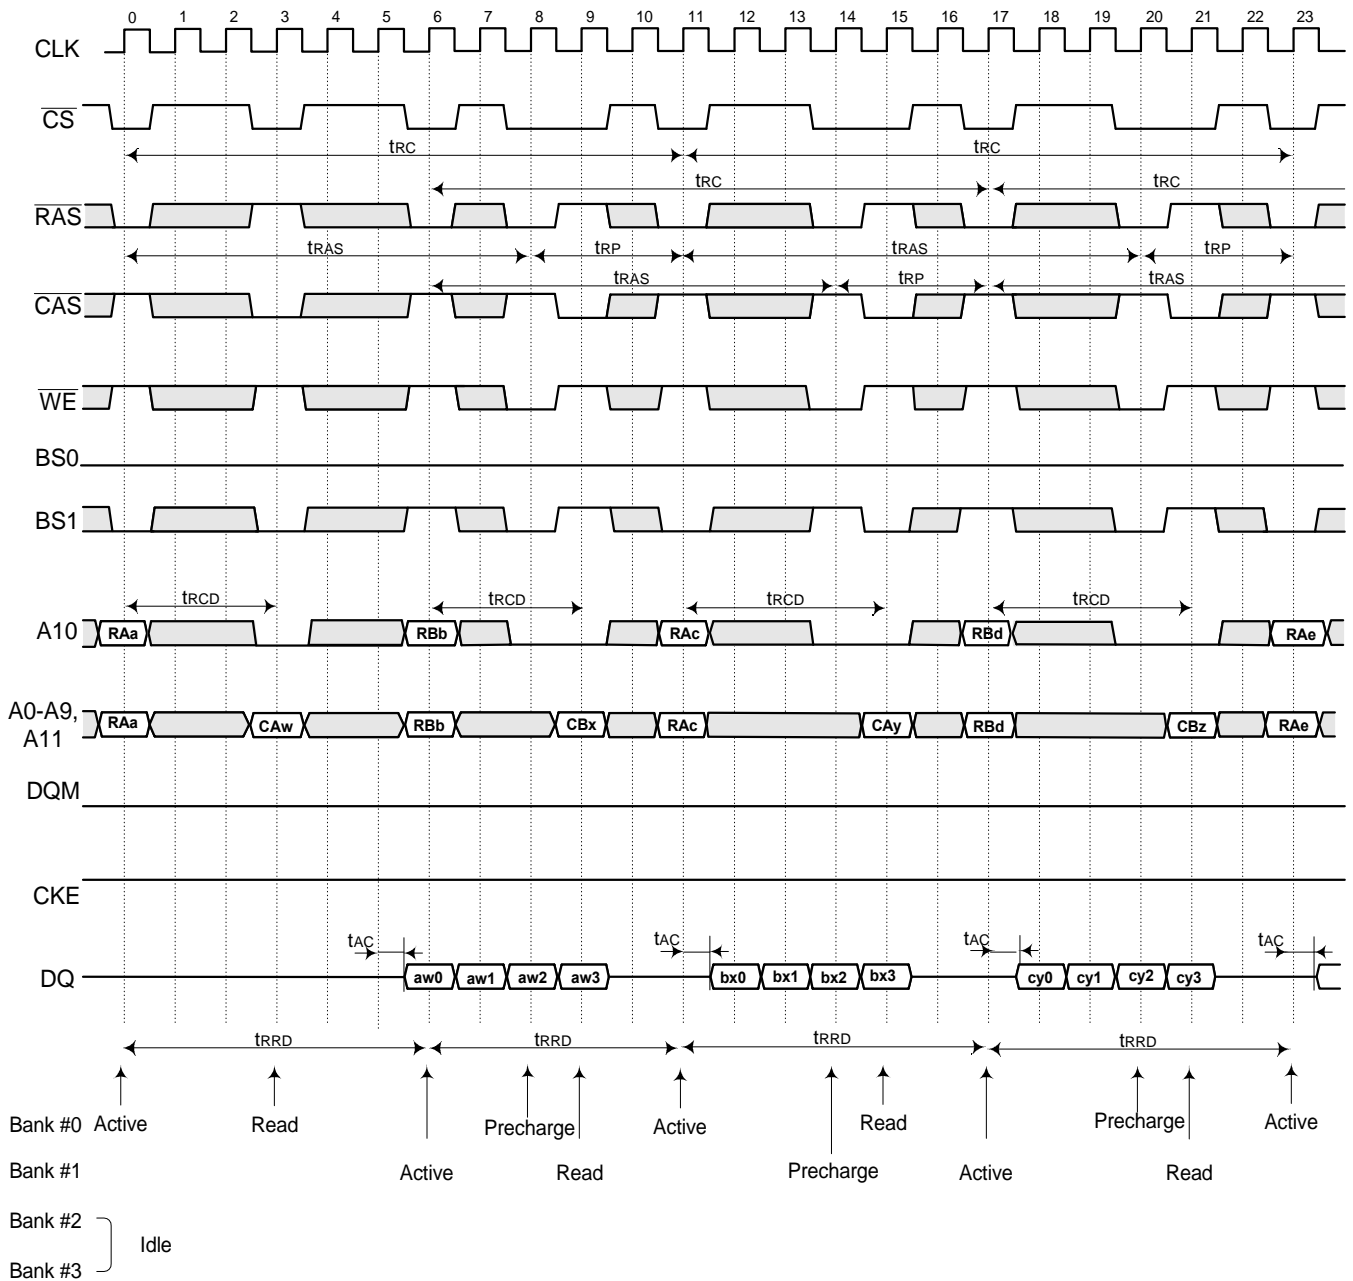 0 1 2 3 4 5 6 7 8 9 10 11 12 13 14 15 16 17 18 19 20 21 22 23
CLK
CS
tRC tRC
tRC tRC
RAS
tRAS tRP tRAS tRP
tRAS tRP tRAS
CAS
WE
BS0
BS1
tRCD tRCD tRCD tRCD
A10 RAa RBb RAc RBd RAe
A0-A9,
A11
RAa CAw RBb CBx RAc CAy RBd CBz RAe
DQM
CKE
tAC tAC tAC tAC
DQ aw0 aw1 aw2 aw3 bx0 bx1 bx2 bx3 cy0 cy1 cy2 cy3
tRRD tRRD tRRD tRRD
Bank #0 Active Read Precharge Active Read Precharge Active
Bank #1 Active Read Precharge Active Read
Bank #2
Idle
Bank #3